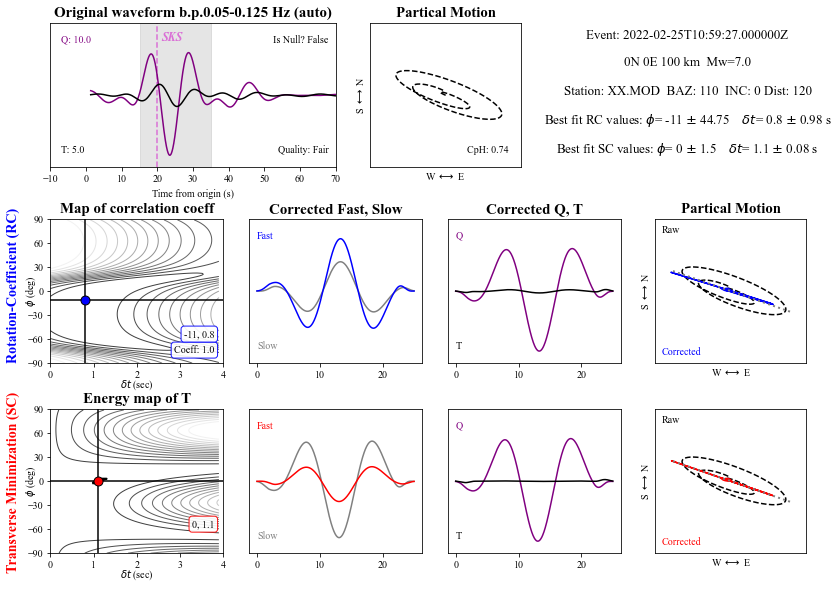 Original waveform b.p.0.05-0.125 Hz (auto)
Q: 10.0
SKS
Is Null? False
T: 5.0
Quality: Fair
−10 0 10 20 30 40 50 60 70
Time from origin (s)
Partical Motion
S ⟷ N
CpH: 0.74
W ⟷ E
Event: 2022-02-25T10:59:27.000000Z
0N 0E 100 km Mw=7.0
Station: XX.MOD BAZ: 110 INC: 0 Dist: 120
Best fit RC values: ϕ= -11 ± 44.75 δt= 0.8 ± 0.98 s
Best fit SC values: ϕ= 0 ± 1.5 δt= 1.1 ± 0.08 s
Rotation-Coefficient (RC)
Map of correlation coeff
ϕ (deg)
90
60
30
0
−30
−60
−90
-11, 0.8
Coeff: 1.0
0 1 2 3 4
δt (sec)
Corrected Fast, Slow
Fast
Slow
0 10 20
Corrected Q, T
Q
T
0 10 20
Partical Motion
Raw
S ⟷ N
Corrected
W ⟷ E
Transverse Minimization (SC)
Energy map of T
ϕ (deg)
90
60
30
0
−30
−60
−90
0, 1.1
0 1 2 3 4
δt (sec)
Fast
Slow
0 10 20
Q
T
0 10 20
Raw
S ⟷ N
Corrected
W ⟷ E